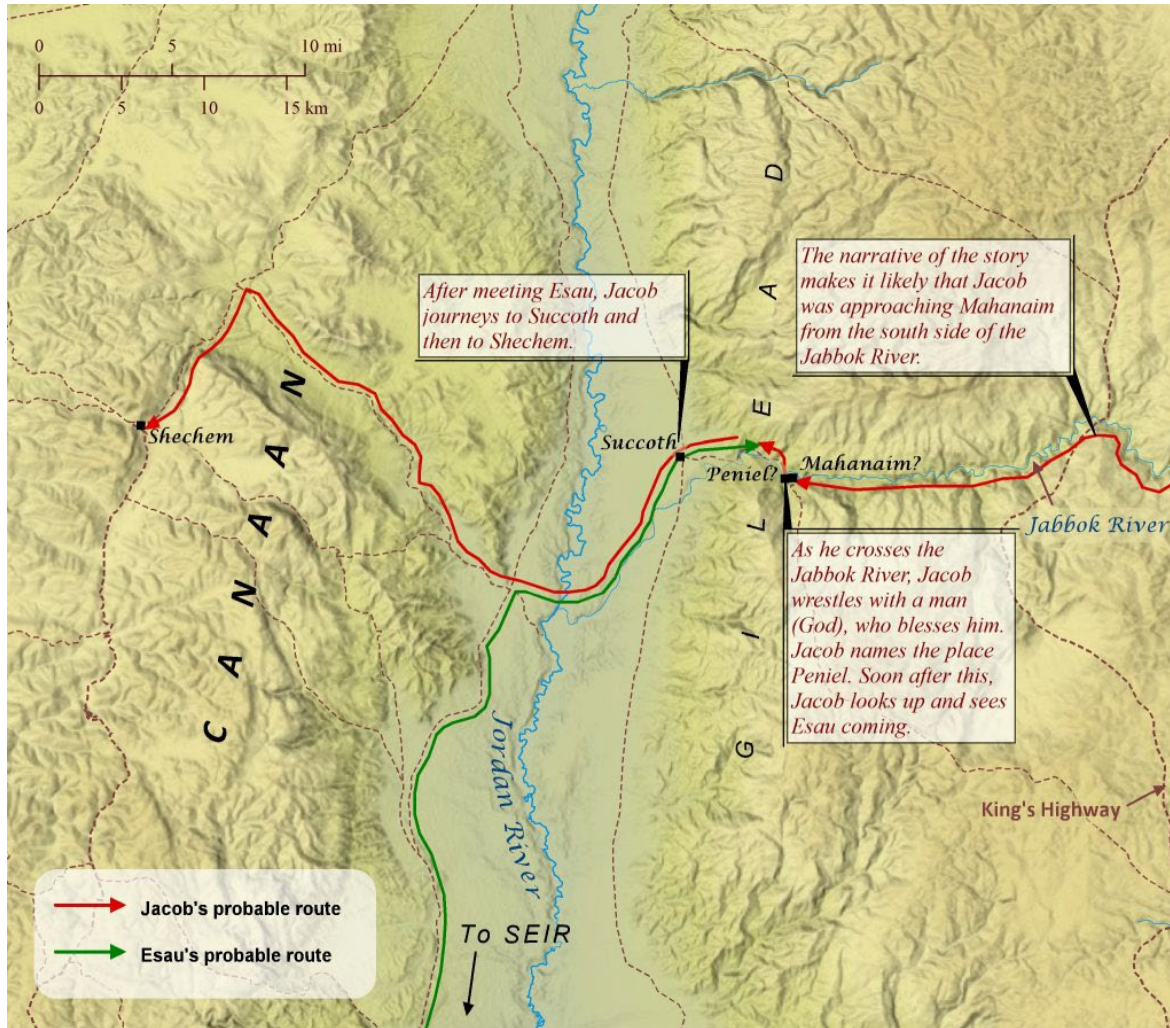 0 5 10 mi
0 5 10 15 km
GILEAD
The narrative of the story
makes it likely that Jacob
was approaching Mahanaim
from the south side of the
Jabbok River.
After meeting Esau, Jacob
journeys to Succoth and
then to Shechem.
CANAAN
Shechem
Succoth
Peniel?
Mahanaim?
Jabbok River
As he crosses the
Jabbok River, Jacob
wrestles with a man
(God), who blesses him.
Jacob names the place
Peniel. Soon after this,
Jacob looks up and sees
Esau coming.
Jordan River
King's Highway
Jacob's probable route
Esau's probable route
To SEIR